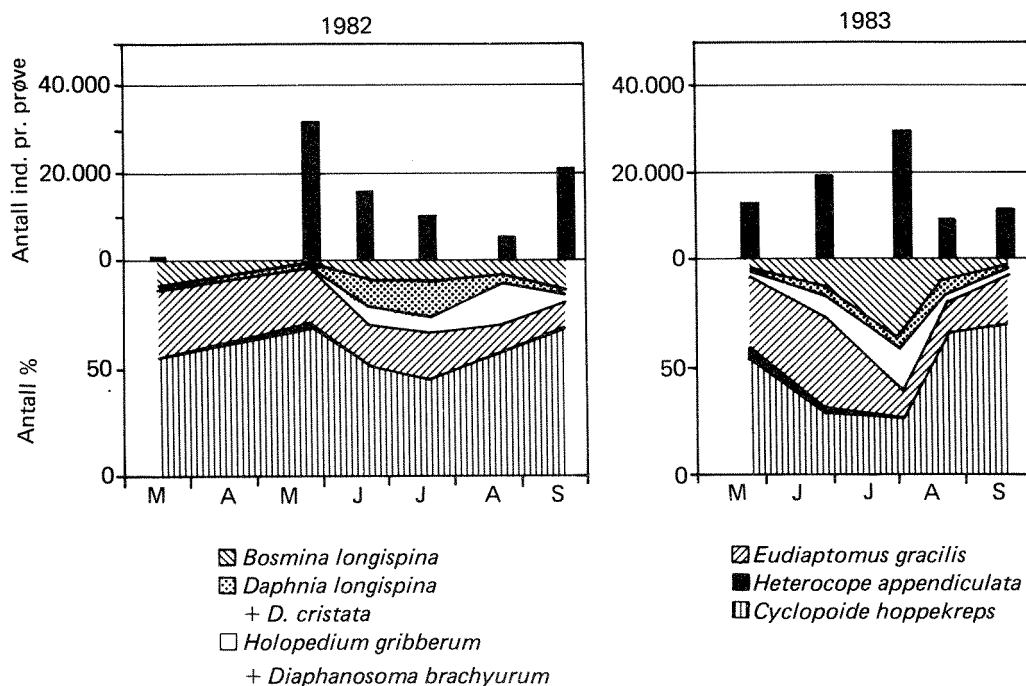 1982
1983
Antall ind. pr. prøve
40.000
20.000
0
40.000
20.000
0
Antall %
50
0
50
0
M A M J J A S
M J J A S
Bosmina longispina
Daphnia longispina
+ D. cristata
Holopedium gribberum
+ Diaphanosoma brachyurum
Eudiaptomus gracilis
Heterocope appendiculata
Cyclopoide hoppekreps